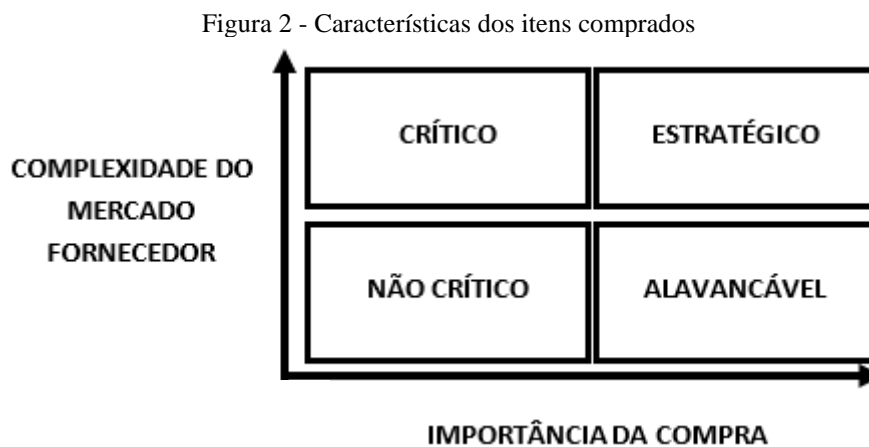 Figura 2 - Características dos itens comprados
CRÍTICO
ESTRATÉGICO
COMPLEXIDADE DO
MERCADO
FORNECEDOR
NÃO CRÍTICO
ALAVANCÁVEL
IMPORTÂNCIA DA COMPRA